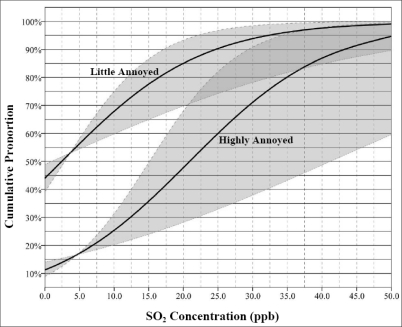 100%
90%
80%
70%
60%
50%
40%
30%
20%
10%
Cumulative Proportion
Little Annoyed
Highly Annoyed
0.0 5.0 10.0 15.0 20.0 25.0 30.0 35.0 40.0 45.0 50.0
SO₂ Concentration (ppb)